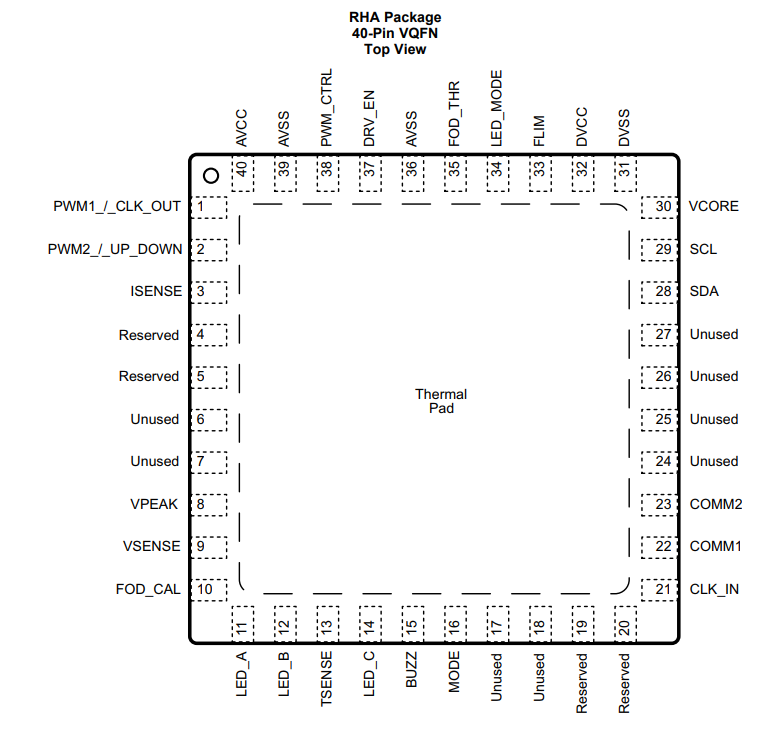 RHA Package
40-Pin VQFN
Top View
AVCC
AVSS
PWM_CTRL
DRV_EN
AVSS
FOD_THR
LED_MODE
FLIM
DVCC
DVSS
40
39
38
37
36
35
34
33
32
31
PWM1_/_CLK_OUT 1
30 VCORE
PWM2_/_UP_DOWN 2
29 SCL
ISENSE 3
28 SDA
Reserved 4
27 Unused
Reserved 5
26 Unused
Thermal
Pad
Unused 6
25 Unused
Unused 7
24 Unused
VPEAK 8
23 COMM2
VSENSE 9
22 COMM1
FOD_CAL 10
21 CLK_IN
11
12
13
14
15
16
17
18
19
20
LED_A
LED_B
TSENSE
LED_C
BUZZ
MODE
Unused
Unused
Reserved
Reserved